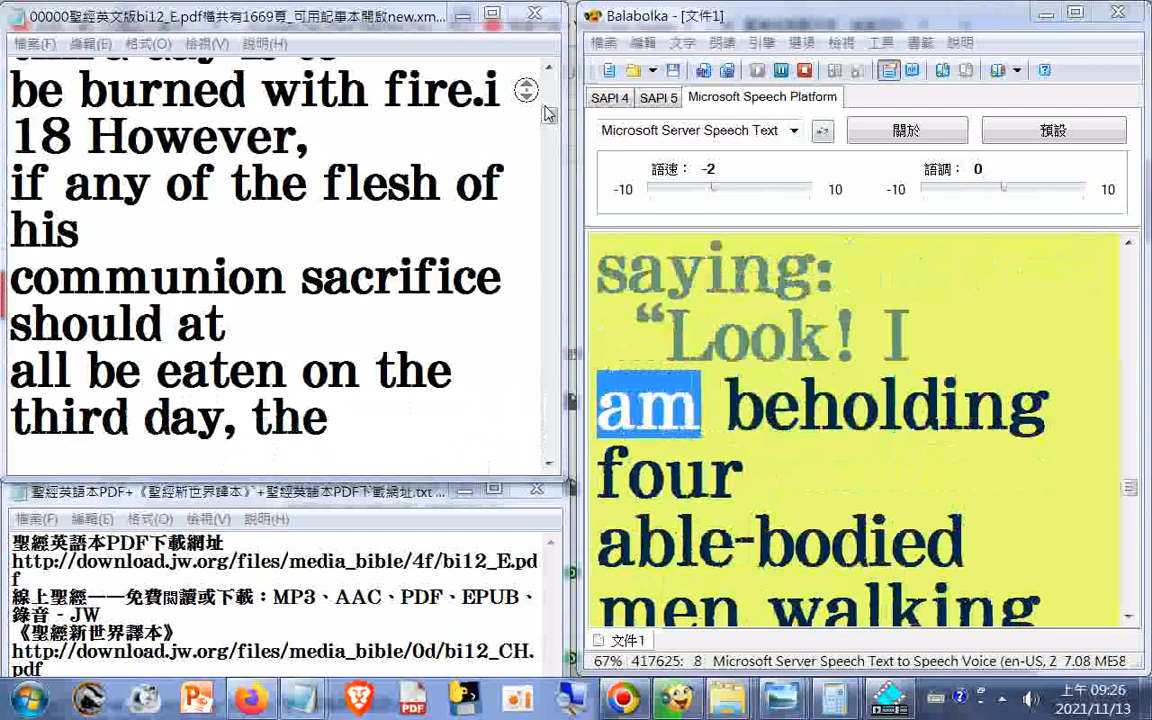 00000聖經英文版bi12_E.pdf檔共有1669頁_可用記事本開啟new.xm...
檔案(F) 編輯(E) 格式(O) 檢視(V) 說明(H)
be burned with fire.i
18 However,
if any of the flesh of
his
communion sacrifice
should at
all be eaten on the
third day, the
聖經英語本PDF+《聖經新世界譯本》+聖經英語本PDF下載網址.txt ...
檔案(F) 編輯(E) 格式(O) 檢視(V) 說明(H)
聖經英語本PDF下載網址
http://download.jw.org/files/media_bible/4f/bi12_E.pd
f
線上聖經——免費閱讀或下載：MP3、AAC、PDF、EPUB、
錄音 - JW
《聖經新世界譯本》
http://download.jw.org/files/media_bible/0d/bi12_CH.
pdf
Balabolka - [文件1]
檔案 編輯 文字 朗讀 引擎 選項 檢視 工具 書籤 說明
SAPI 4 SAPI 5 Microsoft Speech Platform
Microsoft Server Speech Text 關於 預設
語速： -2 語調： 0
-10 10 -10 10
saying:
“Look! I
am beholding
four
able-bodied
men walking
文件1
67% 417625: 8 Microsoft Server Speech Text to Speech Voice (en-US, 2 7.08 ME58
上午 09:26
2021/11/13